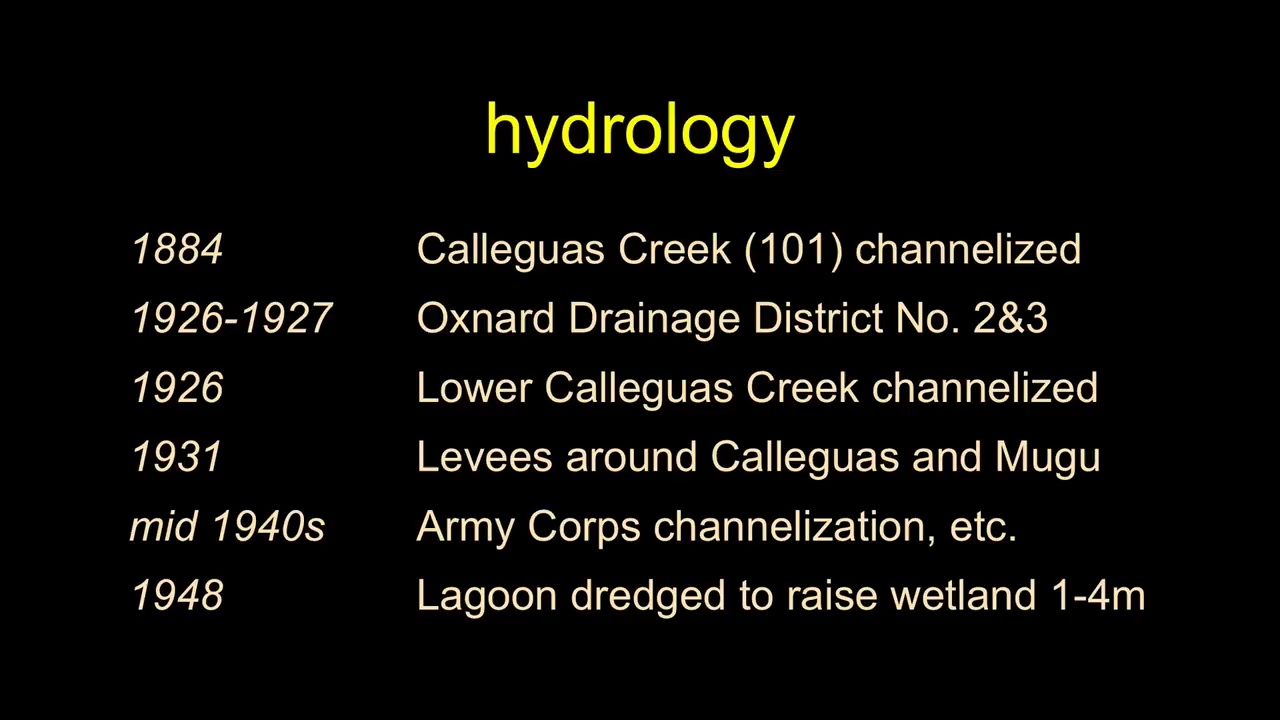 hydrology
1884 Calleguas Creek (101) channelized
1926-1927 Oxnard Drainage District No. 2&3
1926 Lower Calleguas Creek channelized
1931 Levees around Calleguas and Mugu
mid 1940s Army Corps channelization, etc.
1948 Lagoon dredged to raise wetland 1-4m